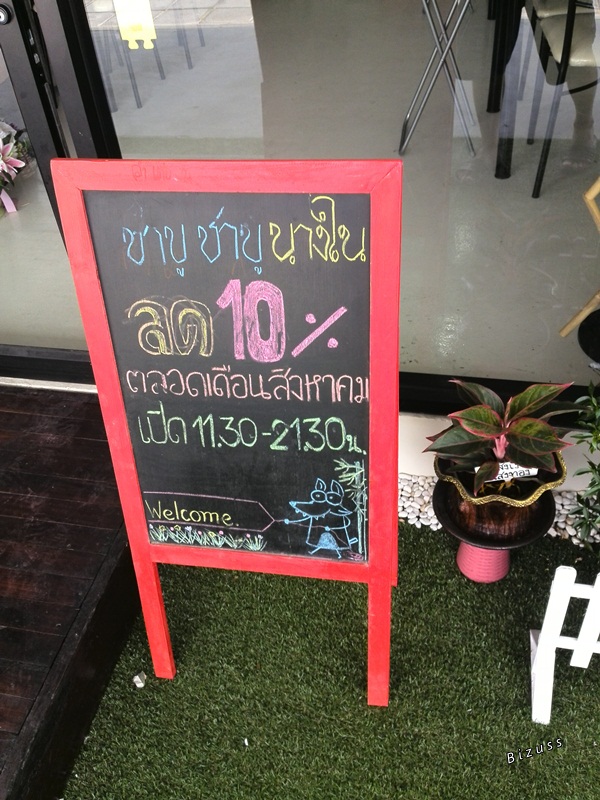 ชาบู ชาบู นางใน
ลด 10%
ตลอดเดือนสิงหาคม
เปิด 11.30-21.30 น.
Welcome.
Bizuss